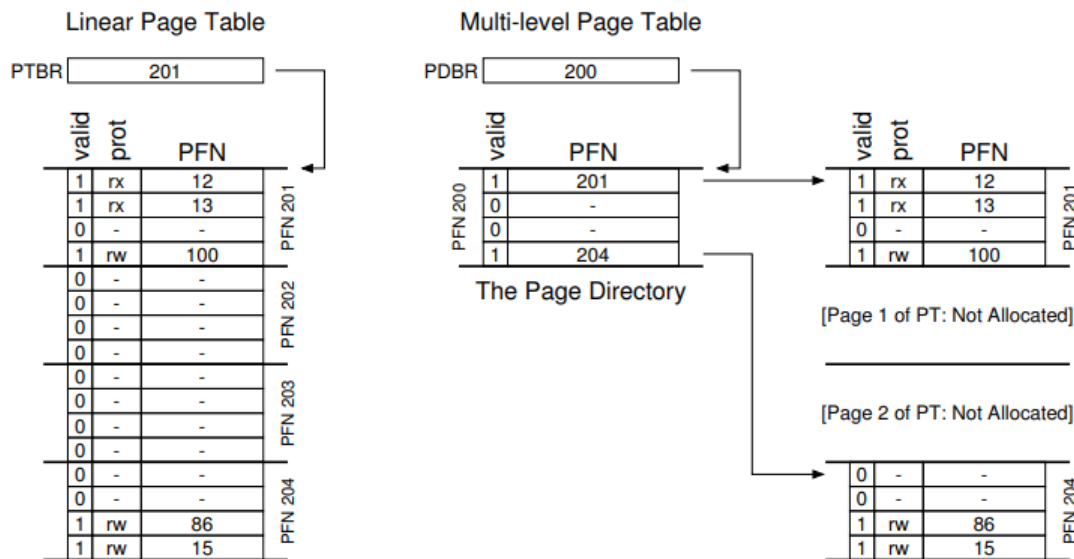 Linear Page Table
PTBR 201
valid prot PFN
1 rx 12
1 rx 13
0 - -
1 rw 100
PFN 201
0 - -
0 - -
0 - -
0 - -
PFN 202
0 - -
0 - -
0 - -
0 - -
PFN 203
0 - -
0 - -
1 rw 86
1 rw 15
PFN 204
Multi-level Page Table
PDBR 200
valid PFN
PFN 200
1 201
0 -
0 -
1 204
The Page Directory
valid prot PFN
1 rx 12
1 rx 13
0 - -
1 rw 100
PFN 201
[Page 1 of PT: Not Allocated]
[Page 2 of PT: Not Allocated]
0 - -
0 - -
1 rw 86
1 rw 15
PFN 204